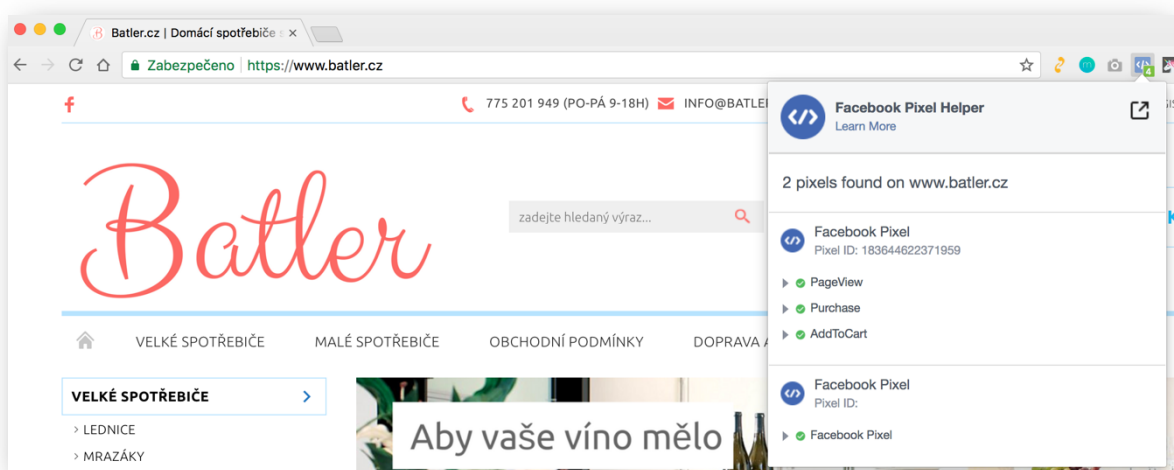 Batler.cz | Domácí spotřebiče
Zabezpečeno | https://www.batler.cz
4
775 201 949 (PO-PÁ 9-18H) INFO@BATLER
Batler
zadejte hledaný výraz...
VELKÉ SPOTŘEBIČE MALÉ SPOTŘEBIČE OBCHODNÍ PODMÍNKY DOPRAVA A
VELKÉ SPOTŘEBIČE
LEDNICE
MRAZÁKY
Aby vaše víno mělo
Facebook Pixel Helper
Learn More
2 pixels found on www.batler.cz
Facebook Pixel
Pixel ID: 183644622371959
PageView
Purchase
AddToCart
Facebook Pixel
Pixel ID:
Facebook Pixel